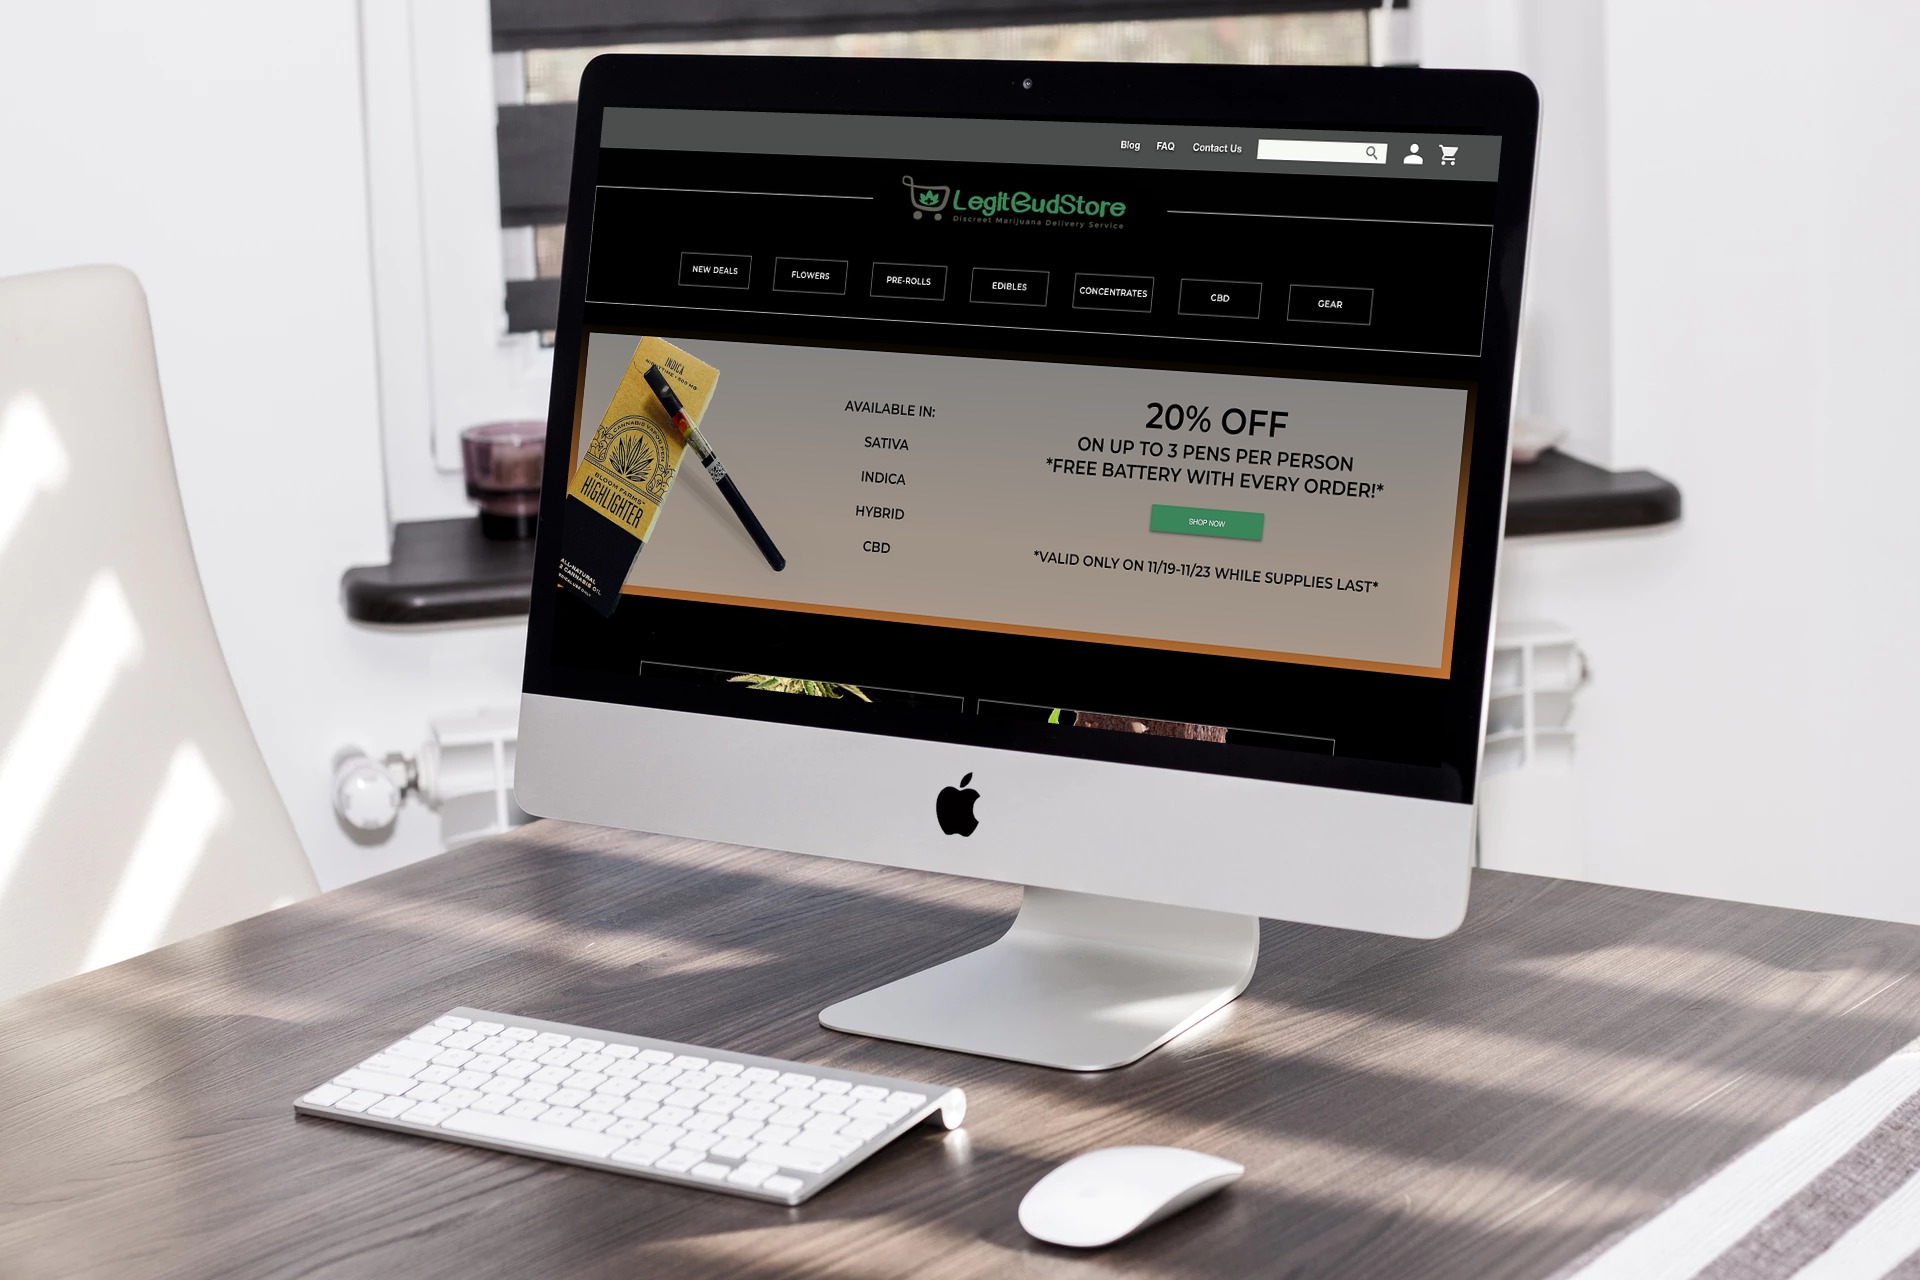 Blog FAQ Contact Us
LegitBudStore
Discreet Marijuana Delivery Service
NEW DEALS FLOWERS PRE-ROLLS EDIBLES CONCENTRATES CBD GEAR
INDICA
CANNABIS VAPOR PEN
BLOOM FARMS
HIGHLIGHTER
ALL-NATURAL
CANNABIS OIL
AVAILABLE IN:
SATIVA
INDICA
HYBRID
CBD
20% OFF
ON UP TO 3 PENS PER PERSON
*FREE BATTERY WITH EVERY ORDER!*
SHOP NOW
*VALID ONLY ON 11/19-11/23 WHILE SUPPLIES LAST*